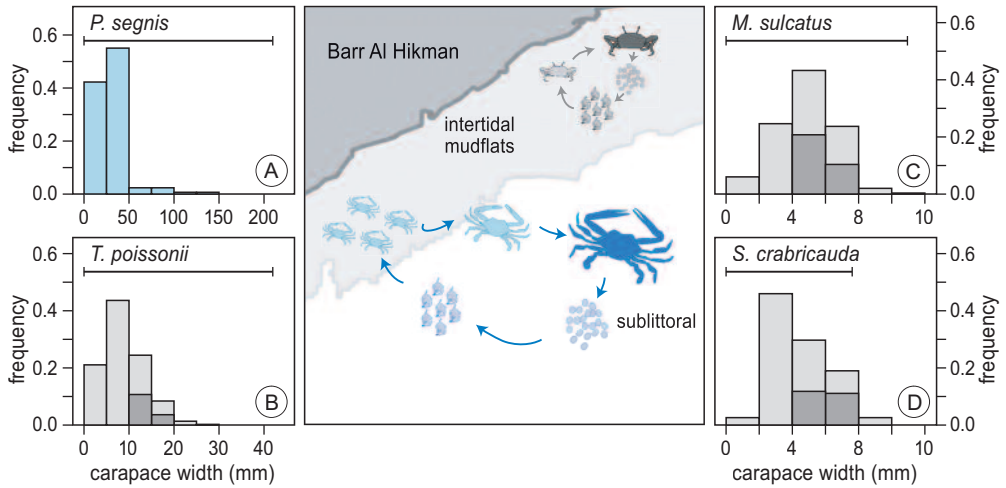 P. segnis
0.6
0.4
0.2
0.0
frequency
0
50
100
150
200
A
T. poissonii
0.6
0.4
0.2
0.0
frequency
0
10
20
30
40
carapace width (mm)
B
Barr Al Hikman
intertidal
mudflats
sublittoral
M. sulcatus
0.6
0.4
0.2
0.0
frequency
0
4
8
10
C
S. crabricauda
0.6
0.4
0.2
0.0
frequency
0
4
8
10
carapace width (mm)
D